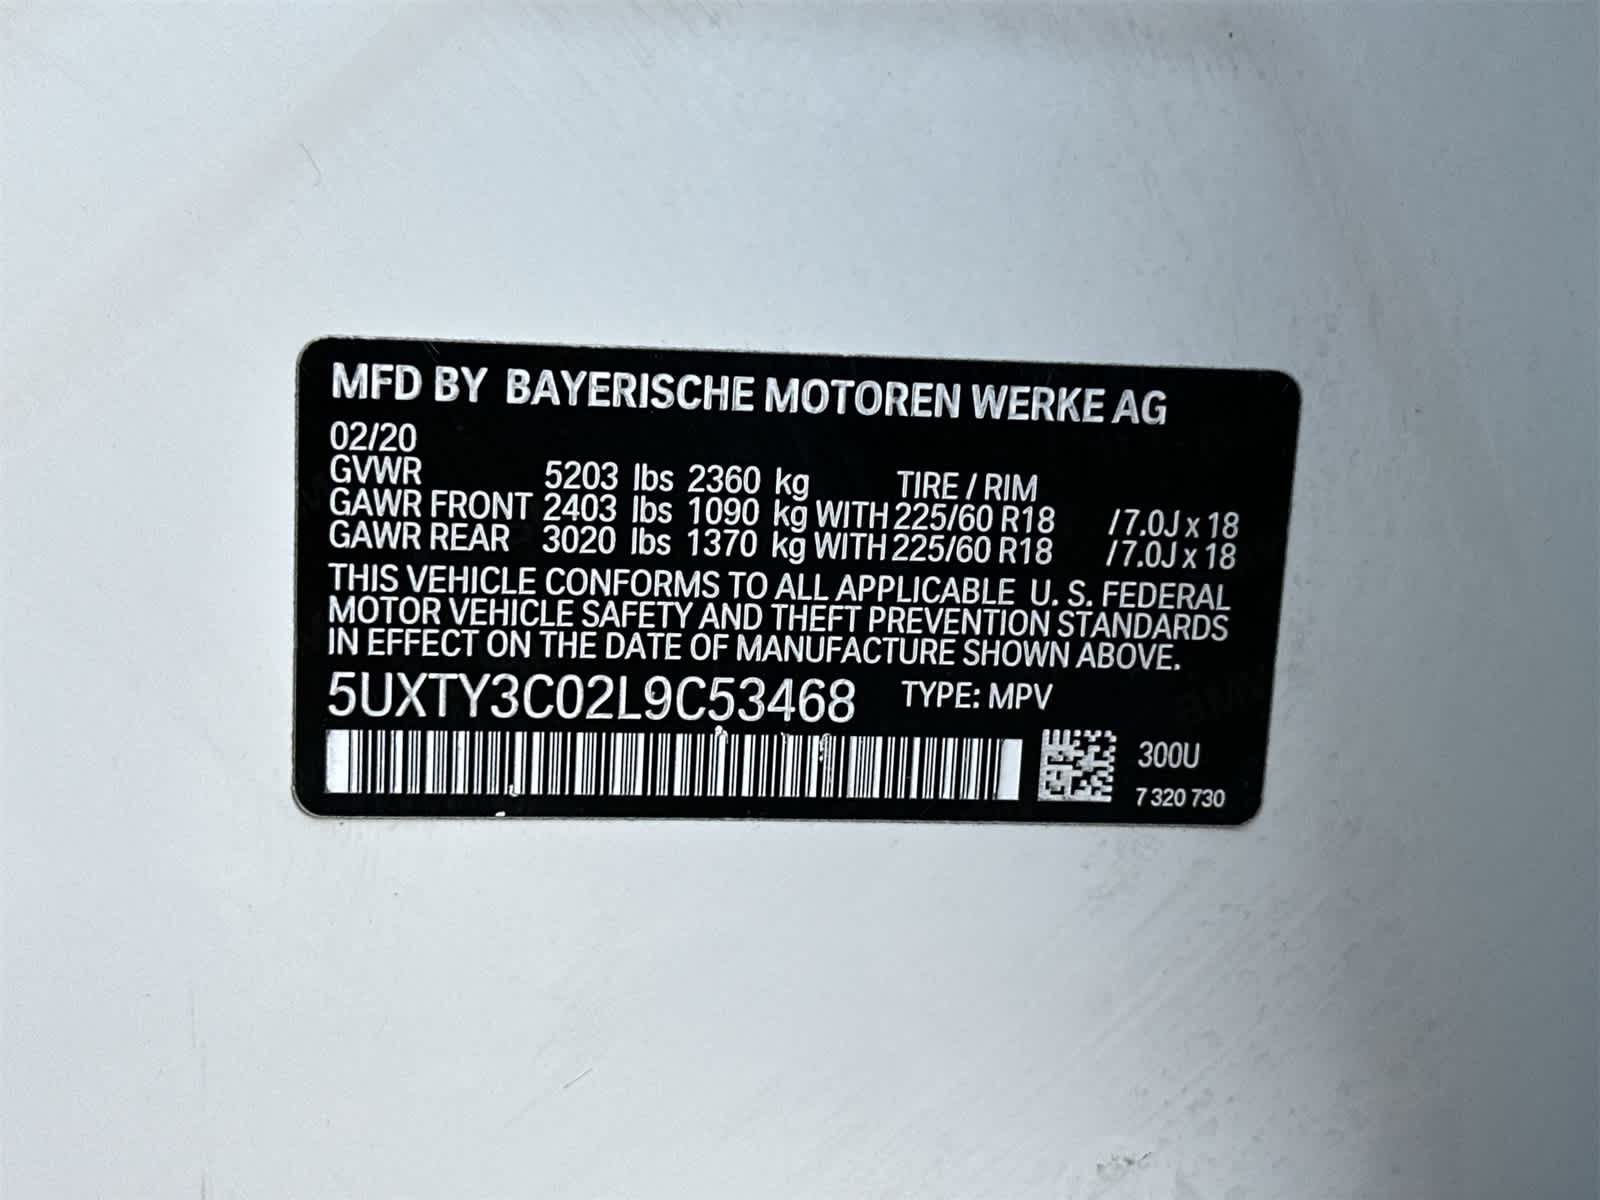 MFD BY BAYERISCHE MOTOREN WERKE AG
02/20
GVWR 5203 lbs 2360 kg TIRE / RIM
GAWR FRONT 2403 lbs 1090 kg WITH 225/60 R18 / 7.0J x 18
GAWR REAR 3020 lbs 1370 kg WITH 225/60 R18 / 7.0J x 18
THIS VEHICLE CONFORMS TO ALL APPLICABLE U. S. FEDERAL
MOTOR VEHICLE SAFETY AND THEFT PREVENTION STANDARDS
IN EFFECT ON THE DATE OF MANUFACTURE SHOWN ABOVE.
5UXTY3C02L9C53468 TYPE: MPV
300U
7 320 730